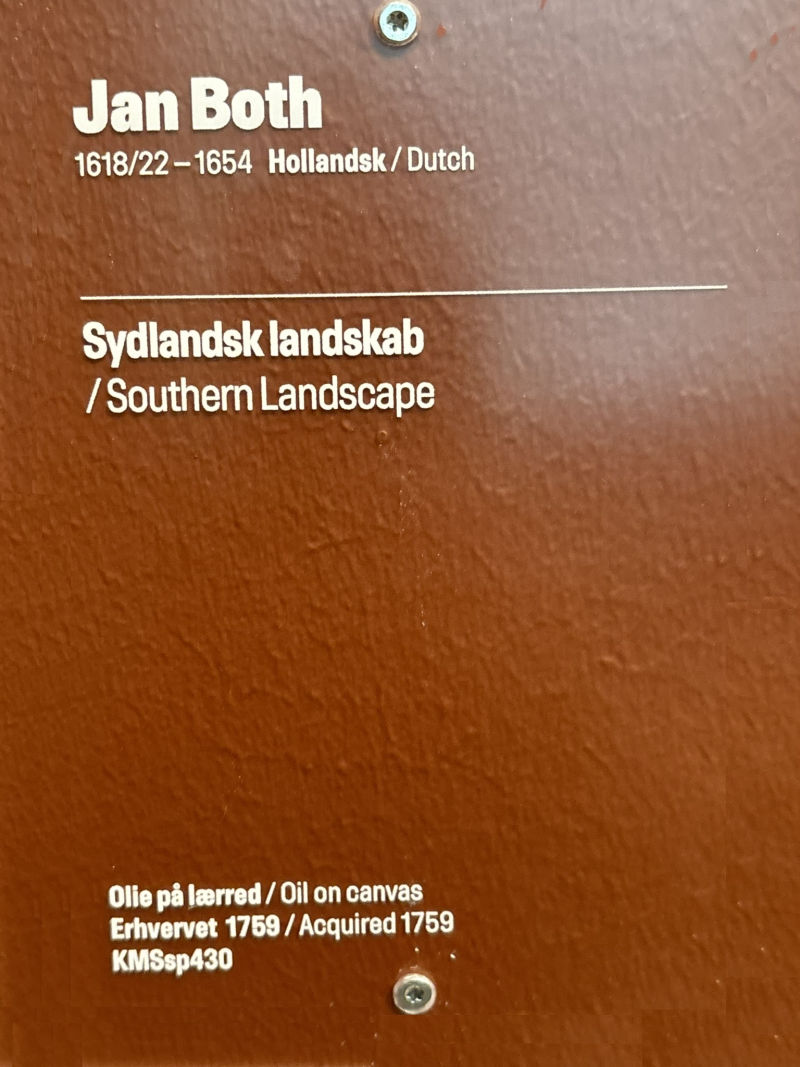 Jan Both
1618/22 – 1654 Hollandsk / Dutch
Sydlandsk landskab
/ Southern Landscape
Olie på lærred / Oil on canvas
Erhvervet 1759 / Acquired 1759
KMSsp430